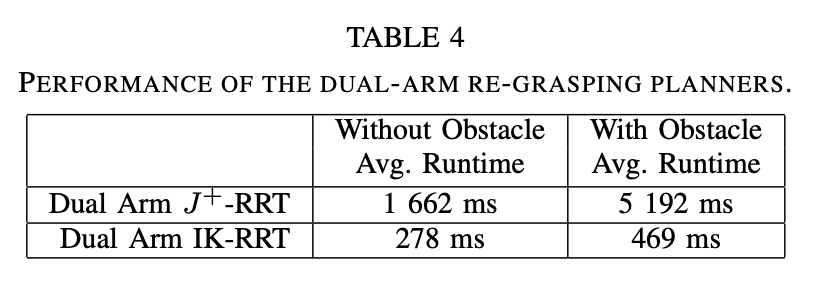 TABLE 4
PERFORMANCE OF THE DUAL-ARM RE-GRASPING PLANNERS.
Without Obstacle With Obstacle
Avg. Runtime Avg. Runtime
Dual Arm J+-RRT 1 662 ms 5 192 ms
Dual Arm IK-RRT 278 ms 469 ms